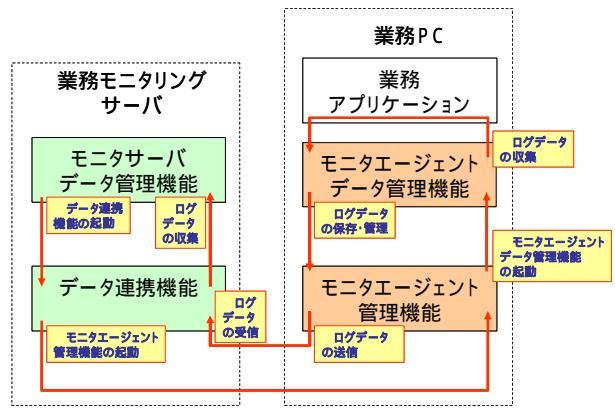 業務モニタリング
サーバ
モニタサーバ
データ管理機能
データ連携
機能の起動
ログ
データ
の収集
データ連携機能
モニタエージェント
管理機能の起動
ログ
データ
の受信
業務PC
業務
アプリケーション
ログデータ
の収集
モニタエージェント
データ管理機能
ログデータ
の保存・管理
モニタエージェント
データ管理機能
の起動
モニタエージェント
管理機能
ログデータ
の送信